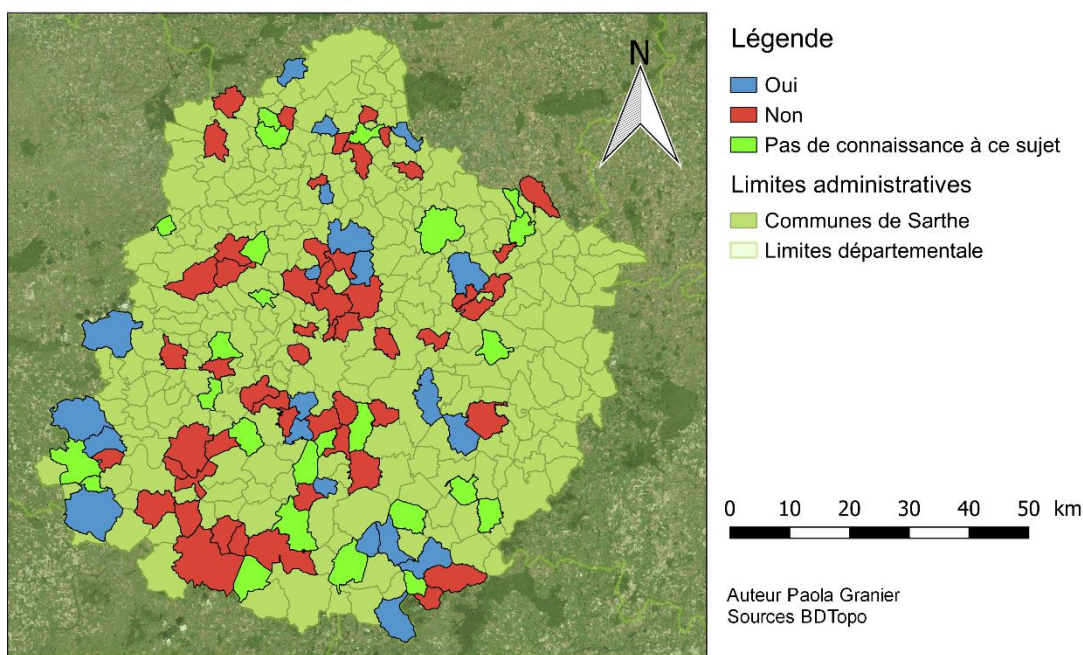 N
Légende
Oui
Non
Pas de connaissance à ce sujet
Limites administratives
Communes de Sarthe
Limites départementale
0 10 20 30 40 50 km
Auteur Paola Granier
Sources BDTopo